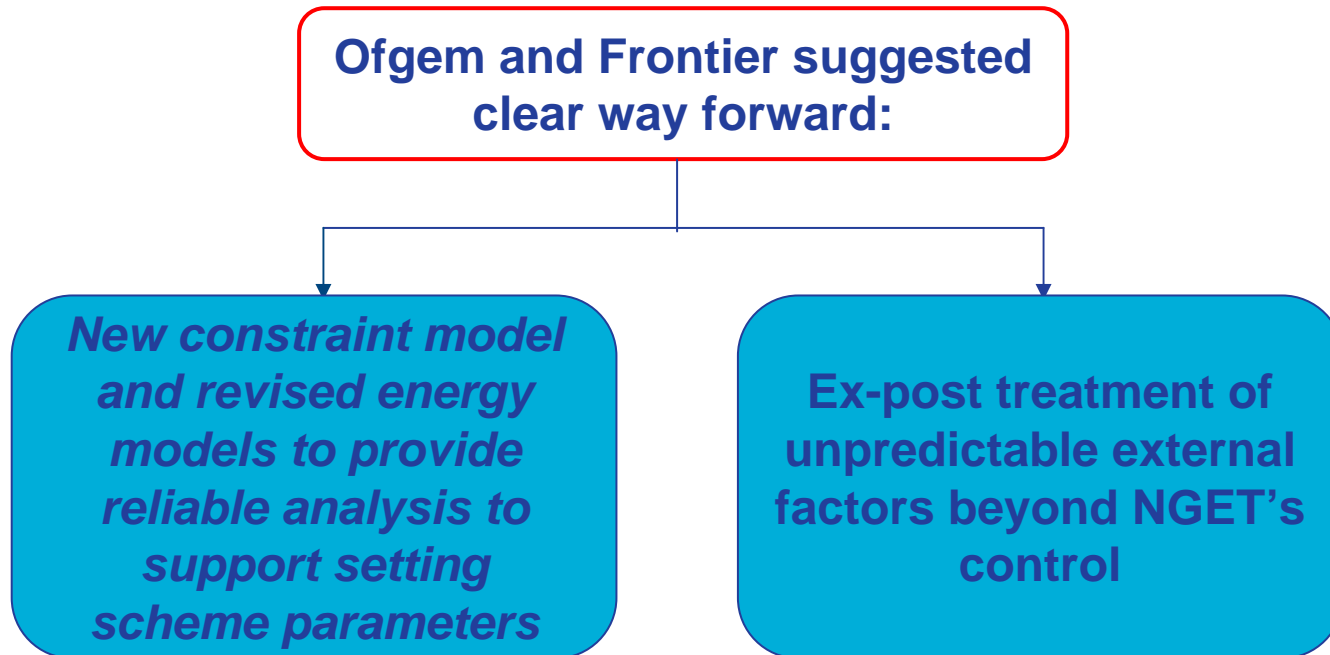 Ofgem and Frontier suggested
clear way forward:
New constraint model
and revised energy
models to provide
reliable analysis to
support setting
scheme parameters
Ex-post treatment of
unpredictable external
factors beyond NGET’s
control